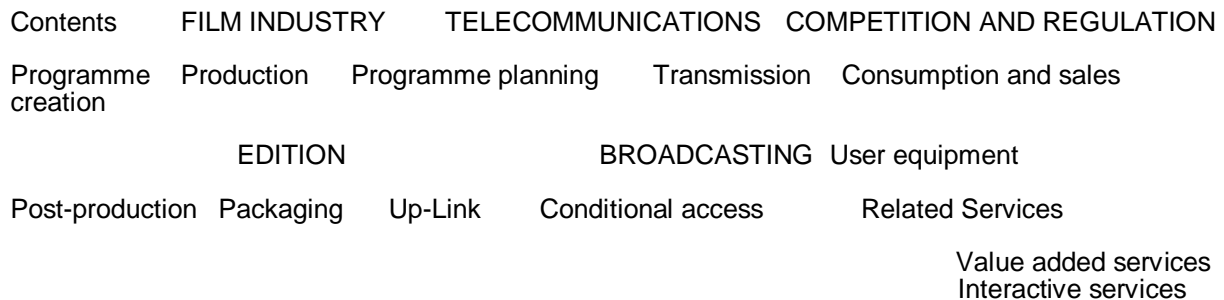 Contents FILM INDUSTRY TELECOMMUNICATIONS COMPETITION AND REGULATION
Programme Production Programme planning Transmission Consumption and sales
creation
EDITION BROADCASTING User equipment
Post-production Packaging Up-Link Conditional access Related Services
Value added services
Interactive services